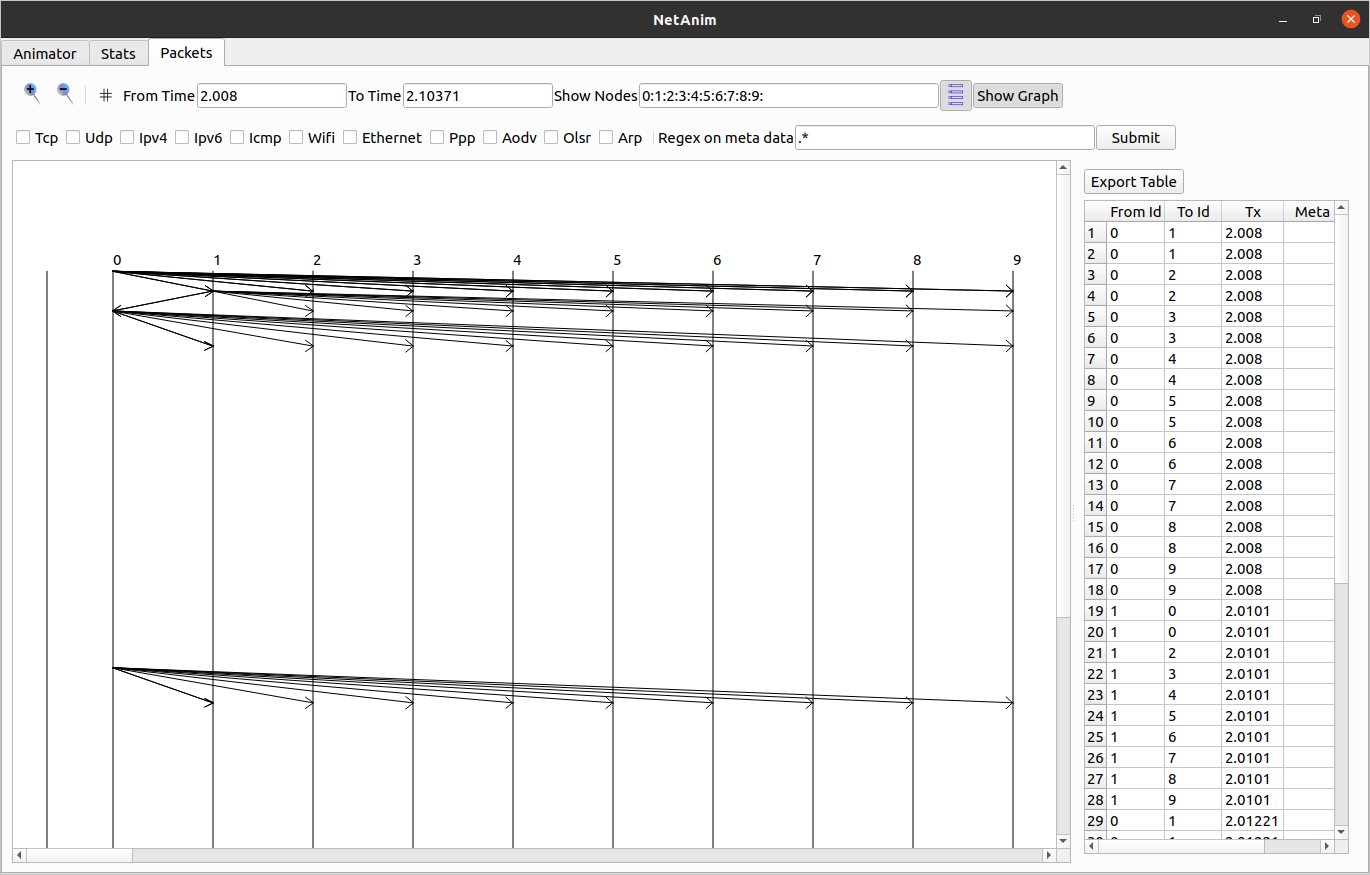 NetAnim
Animator Stats Packets
# From Time 2.008 To Time 2.10371 Show Nodes 0:1:2:3:4:5:6:7:8:9: Show Graph
Tcp Udp Ipv4 Ipv6 Icmp Wifi Ethernet Ppp Aodv Olsr Arp Regex on meta data .* Submit
0 1 2 3 4 5 6 7 8 9
Export Table
From Id To Id Tx Meta
1 0 1 2.008
2 0 1 2.008
3 0 2 2.008
4 0 2 2.008
5 0 3 2.008
6 0 3 2.008
7 0 4 2.008
8 0 4 2.008
9 0 5 2.008
10 0 5 2.008
11 0 6 2.008
12 0 6 2.008
13 0 7 2.008
14 0 7 2.008
15 0 8 2.008
16 0 8 2.008
17 0 9 2.008
18 0 9 2.008
19 1 0 2.0101
20 1 0 2.0101
21 1 2 2.0101
22 1 3 2.0101
23 1 4 2.0101
24 1 5 2.0101
25 1 6 2.0101
26 1 7 2.0101
27 1 8 2.0101
28 1 9 2.0101
29 0 1 2.01221